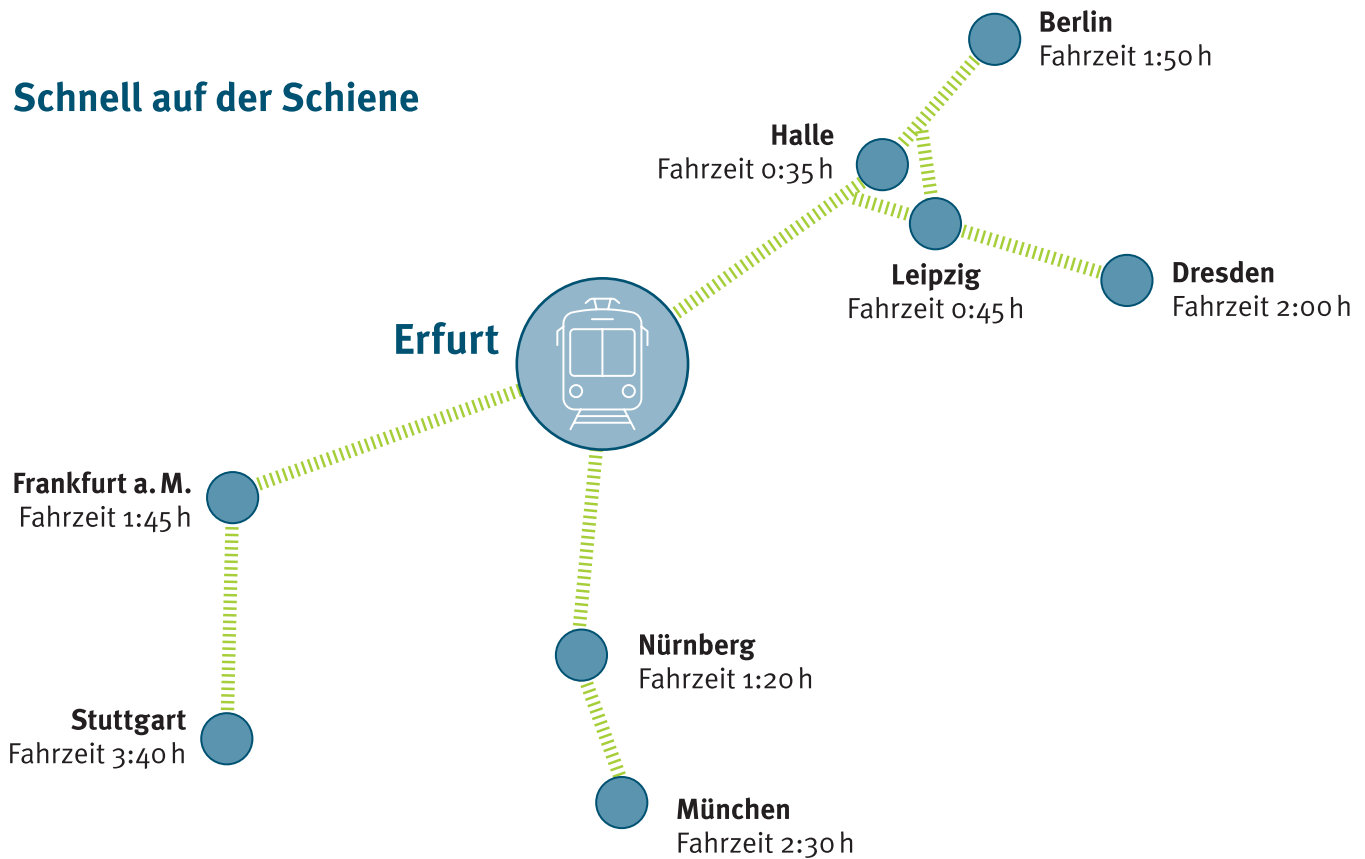 Schnell auf der Schiene
Berlin
Fahrzeit 1:50 h
Halle
Fahrzeit 0:35 h
Leipzig
Fahrzeit 0:45 h
Dresden
Fahrzeit 2:00 h
Erfurt
Frankfurt a. M.
Fahrzeit 1:45 h
Nürnberg
Fahrzeit 1:20 h
Stuttgart
Fahrzeit 3:40 h
München
Fahrzeit 2:30 h